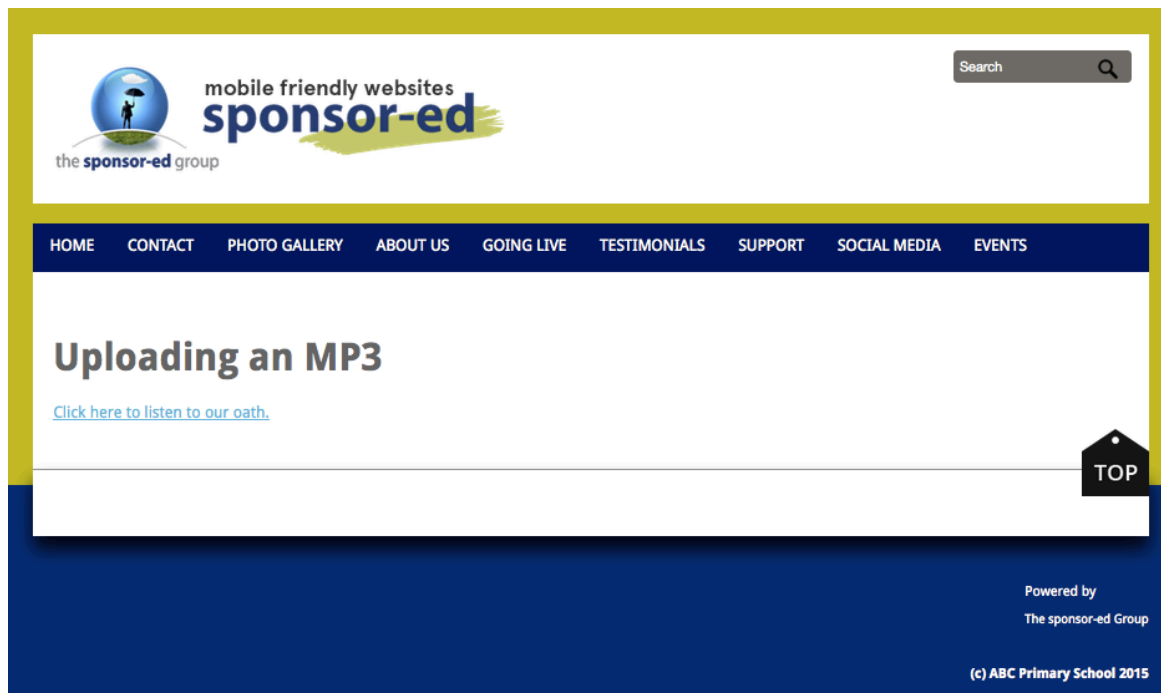 Search
mobile friendly websites
sponsor-ed
the sponsor-ed group
HOME CONTACT PHOTO GALLERY ABOUT US GOING LIVE TESTIMONIALS SUPPORT SOCIAL MEDIA EVENTS
Uploading an MP3
Click here to listen to our oath.
TOP
Powered by
The sponsor-ed Group
(c) ABC Primary School 2015